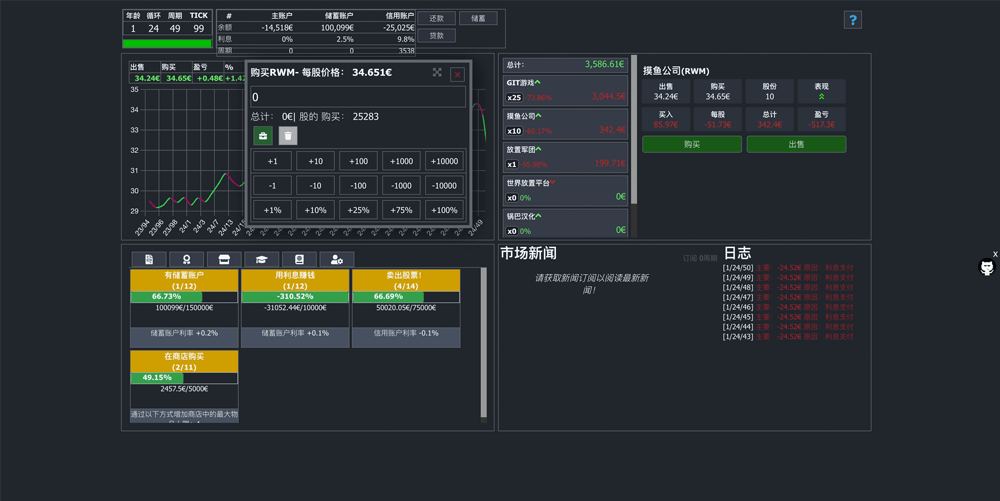 年龄 循环 周期 TICK
1 24 49 99
# 主账户 储蓄账户 信用账户
余额 -14,518€ 100,099€ -25,025€
利息 0% 2.5% 9.8%
周期 0 0 3538
还款 储蓄
贷款
?
出售 购买 盈亏 %
34.24€ 34.65€ +0.48€ +1.42
35
34
33
32
31
30
29
23/94 23/96 23/98 24/1 24/3 24/5 24/7 24/13 24/15 24/49
购买RWM- 每股价格: 34.651€
0
总计: 0€| 股的 购买: 25283
+1 +10 +100 +1000 +10000
-1 -10 -100 -1000 -10000
+1% +10% +25% +75% +100%
总计: 3,586.61€
GIT游戏
x25 -73.96% 3,044.5€
摸鱼公司
x10 -60.17% 342.4€
放置军团
x1 -55.98% 199.71€
世界放置平台
x0 0% 0€
锅巴汉化
x0 0% 0€
摸鱼公司(RWM)
出售 购买 股份 表现
34.24€ 34.65€ 10
买入 每股 总计 盈亏
85.97€ -51.73€ 342.4€ -517.3€
购买 出售
有储蓄账户
(1/12)
66.73%
100099€/150000€
储蓄账户利率 +0.2%
用利息赚钱
(1/12)
-310.52%
-31052.44€/10000€
储蓄账户利率 +0.1%
卖出股票!
(4/14)
66.69%
50020.05€/75000€
信用账户利率 -0.1%
在商店购买
(2/11)
49.15%
2457.5€/5000€
通过以下方式增加商店中的最大物
市场新闻 订阅 0周期
请获取新闻订阅以阅读最新新
闻!
日志
[1/24/50] 主要: -24.52€ 原因: 利息支付
[1/24/49] 主要: -24.52€ 原因: 利息支付
[1/24/48] 主要: -24.52€ 原因: 利息支付
[1/24/47] 主要: -24.52€ 原因: 利息支付
[1/24/46] 主要: -24.52€ 原因: 利息支付
[1/24/45] 主要: -24.52€ 原因: 利息支付
[1/24/44] 主要: -24.52€ 原因: 利息支付
[1/24/43] 主要: -24.52€ 原因: 利息支付
X